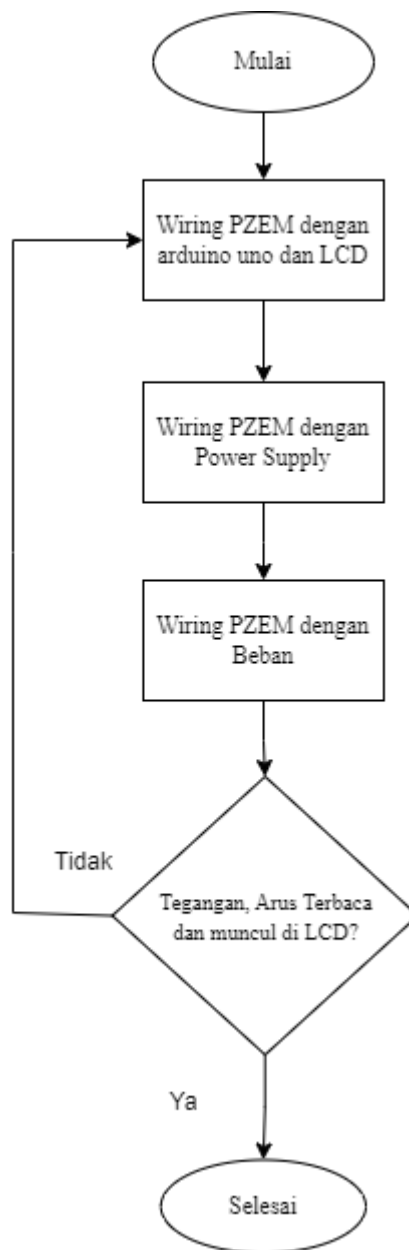 Mulai
Wiring PZEM dengan
arduino uno dan LCD
Wiring PZEM dengan
Power Supply
Wiring PZEM dengan
Beban
Tidak
Tegangan, Arus Terbaca
dan muncul di LCD?
Ya
Selesai